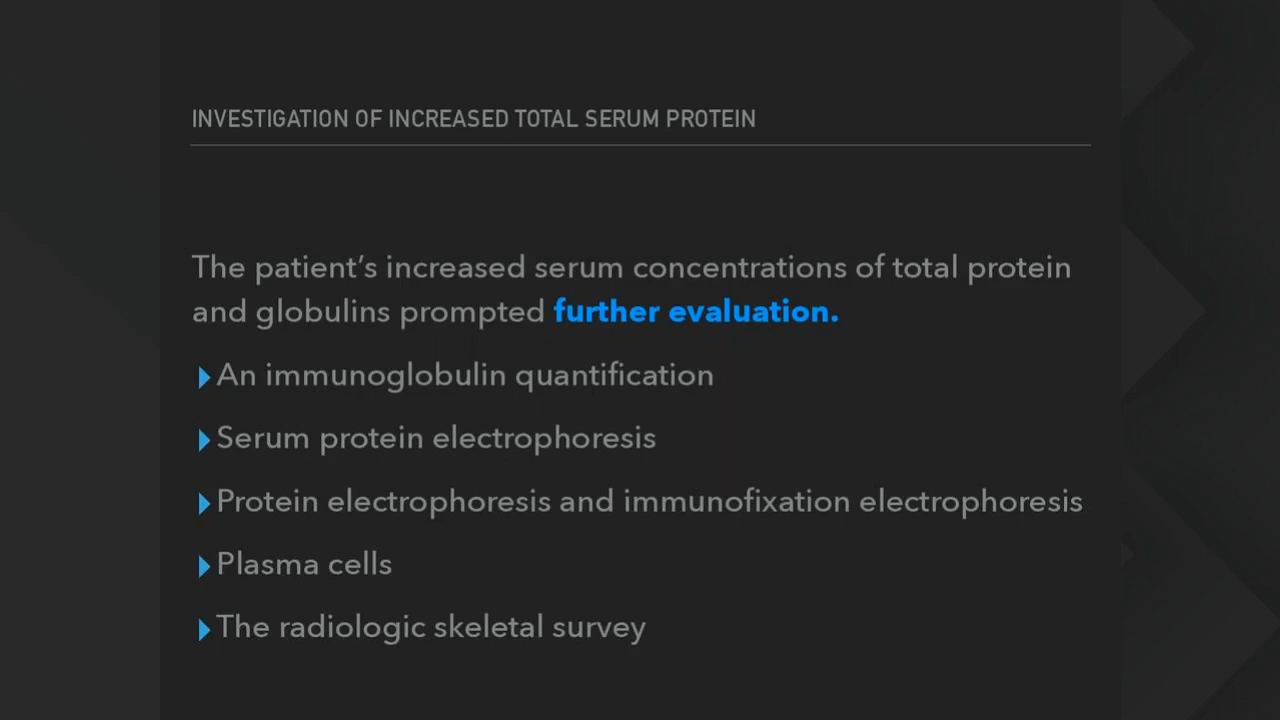 INVESTIGATION OF INCREASED TOTAL SERUM PROTEIN
The patient’s increased serum concentrations of total protein
and globulins prompted further evaluation.
An immunoglobulin quantification
Serum protein electrophoresis
Protein electrophoresis and immunofixation electrophoresis
Plasma cells
The radiologic skeletal survey